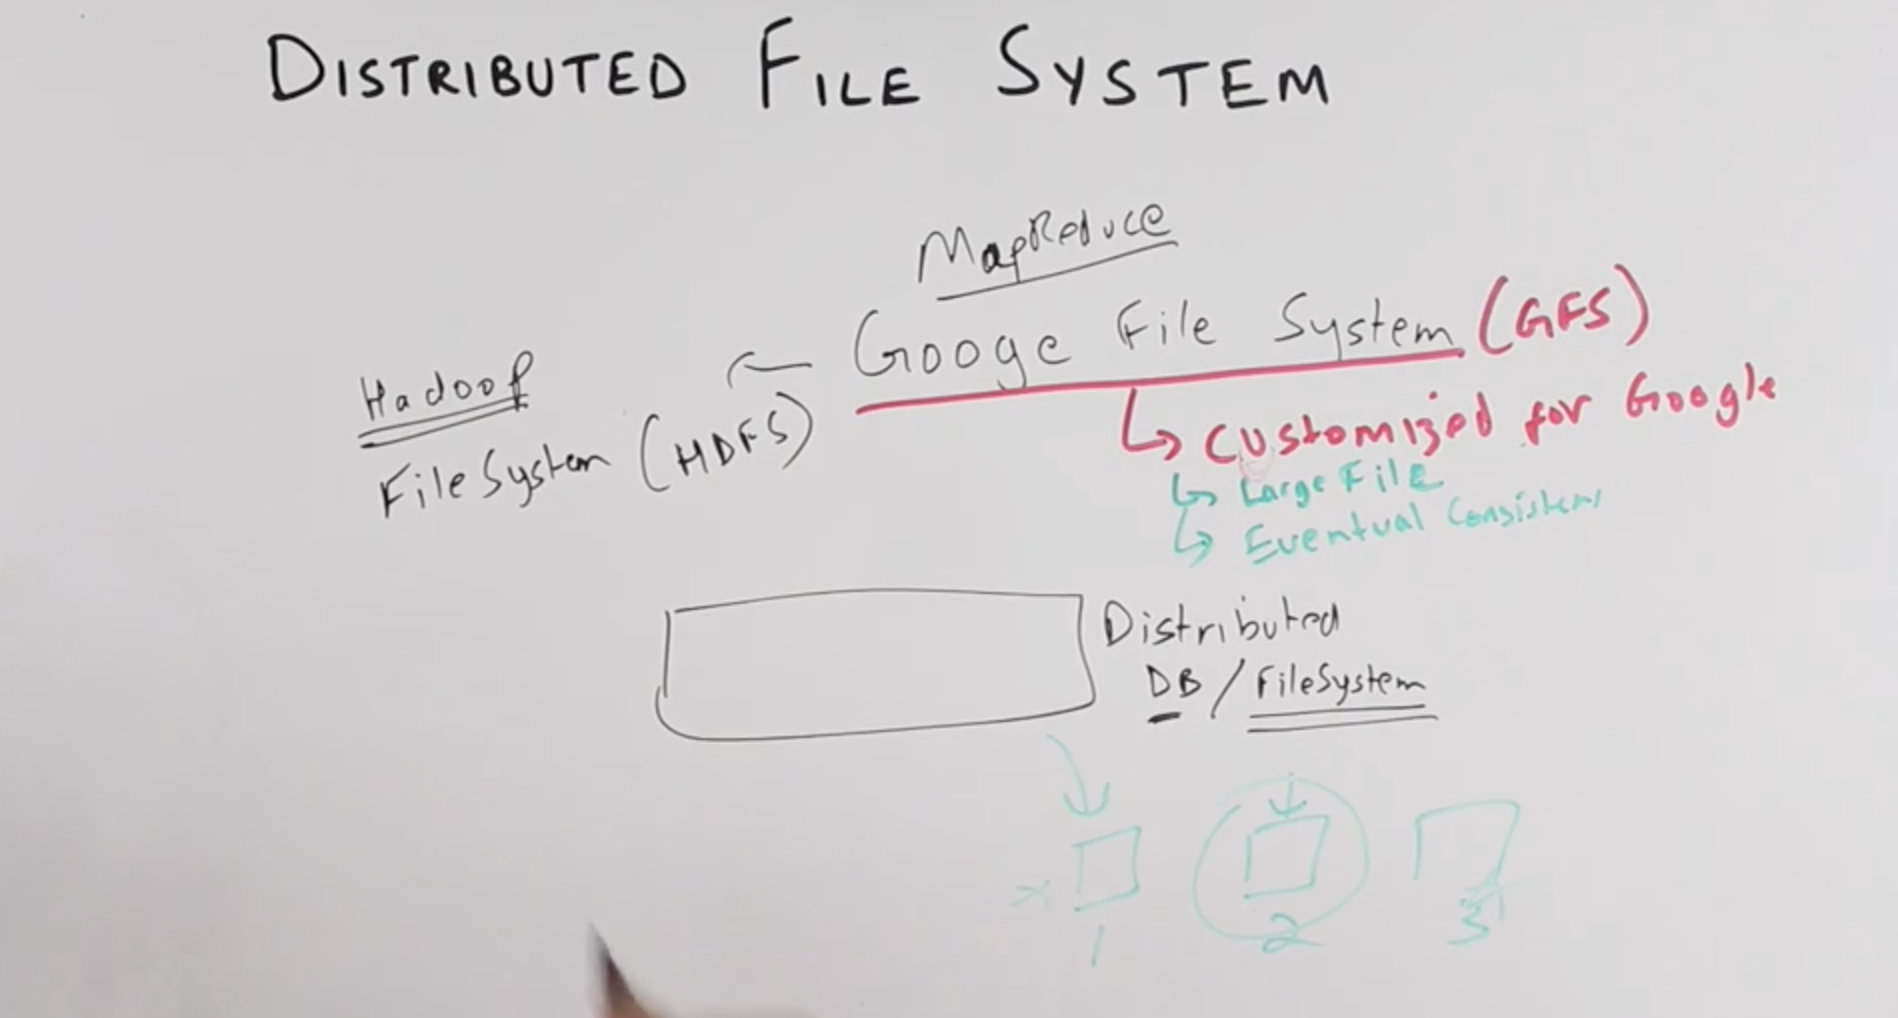 DISTRIBUTED FILE SYSTEM
MapReduce
Googe File System (GFS)
Customized for Google
Large File
Eventual Consistency
Hadoop
FileSystem (HDFS)
Distributed
DB / FileSystem
x
1 2 3